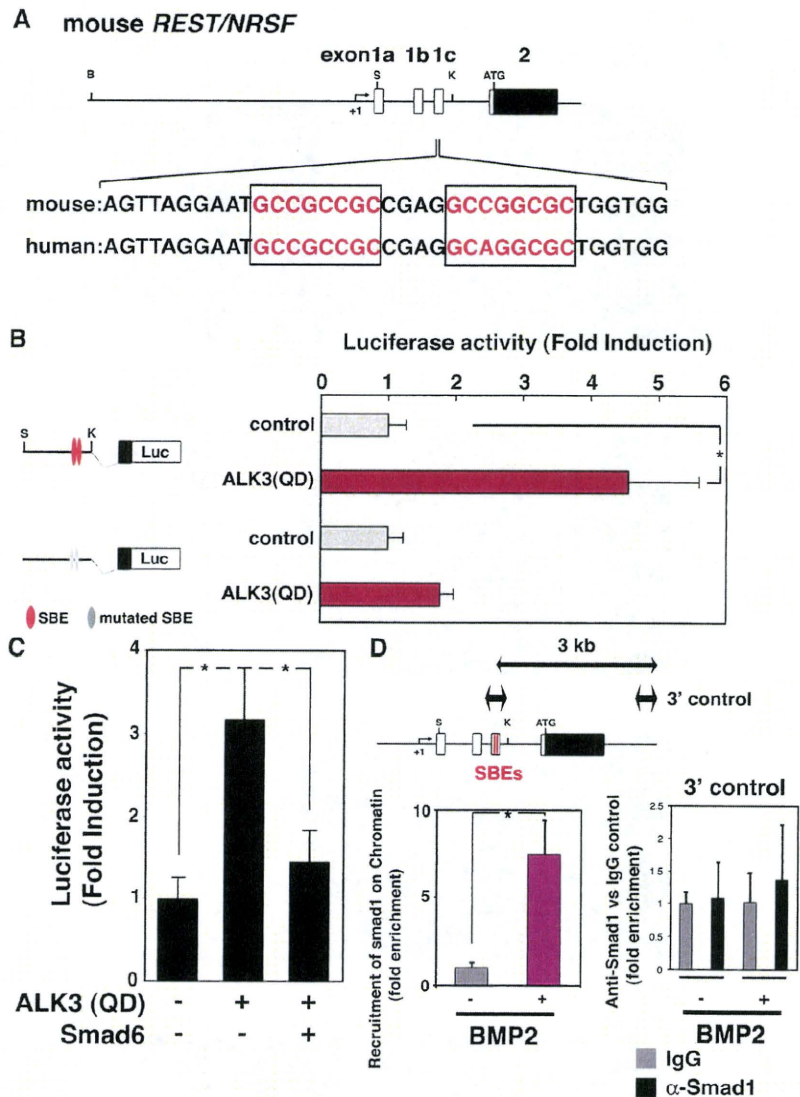 A mouse REST/NRSF
exon1a 1b 1c 2
B S K ATG
+1
mouse:AGTTAGGAATGCCGCCGCCGAGGCCGGCGCTGGTGG
human:AGTTAGGAATGCCGCCGCCGAGGCAGGCGCTGGTGG
B
Luciferase activity (Fold Induction)
0 1 2 3 4 5 6
S K Luc
control
*
ALK3(QD)
control
Luc
ALK3(QD)
SBE mutated SBE
C
Luciferase activity
(Fold Induction)
4
3
2
1
0
* *
ALK3 (QD) - + +
Smad6 - - +
D
3 kb
3' control
S K ATG
+1
SBEs
Recruitment of smad1 on Chromatin
(fold enrichment)
10
5
0
*
- +
BMP2
3' control
Anti-Smad1 vs IgG control
(fold enrichment)
2.5
2
1.5
1
0.5
0
- +
BMP2
IgG
α-Smad1